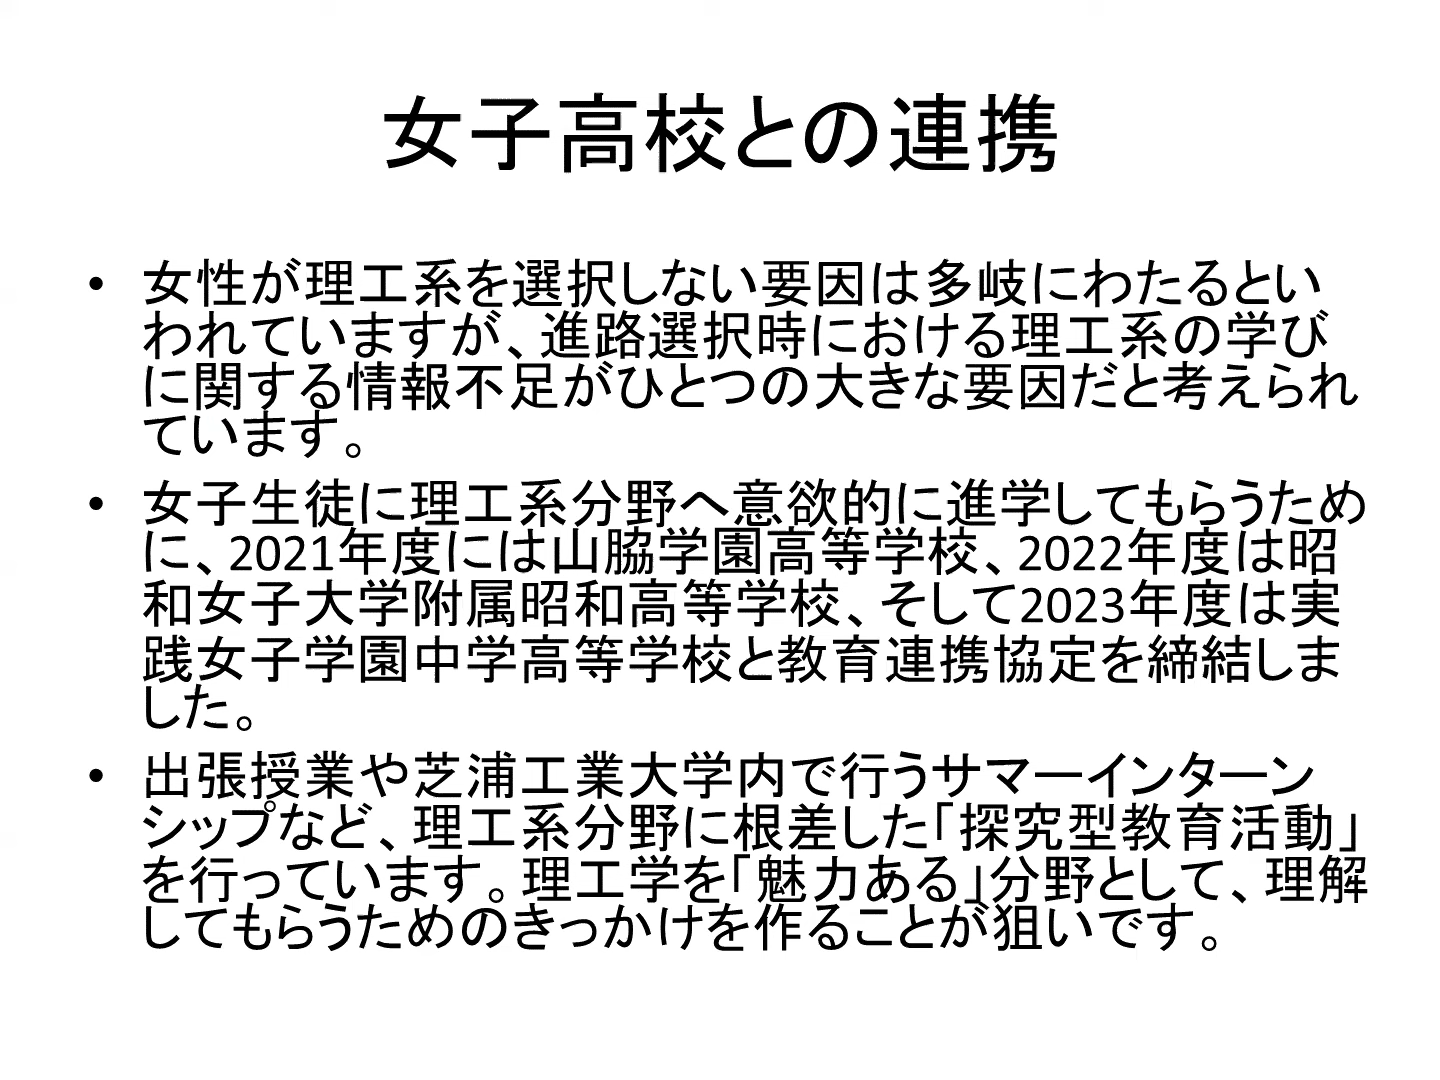 女子高校との連携
• 女性が理工系を選択しない要因は多岐にわたるとい
われていますが、進路選択時における理工系の学び
に関する情報不足がひとつの大きな要因だと考えられ
ています。
• 女子生徒に理工系分野へ意欲的に進学してもらうため
に、2021年度には山脇学園高等学校、2022年度は昭
和女子大学附属昭和高等学校、そして2023年度は実
践女子学園中学高等学校と教育連携協定を締結しま
した。
• 出張授業や芝浦工業大学内で行うサマーインターン
シップなど、理工系分野に根差した「探究型教育活動」
を行っています。理工学を「魅力ある」分野として、理解
してもらうためのきっかけを作ることが狙いです。